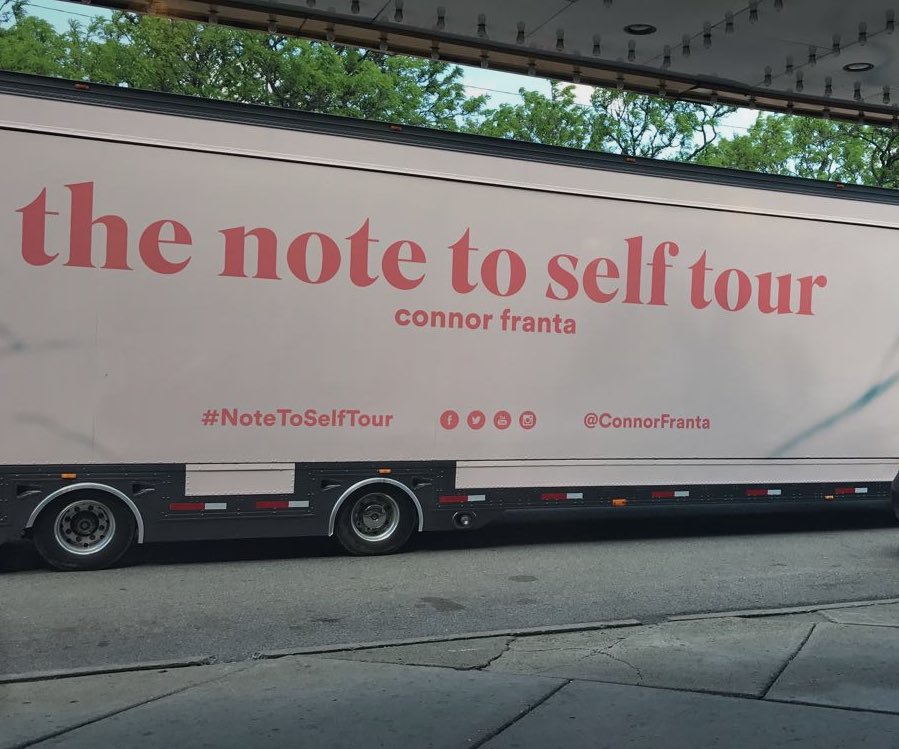 the note to self tour
connor franta
#NoteToSelfTour @ConnorFranta